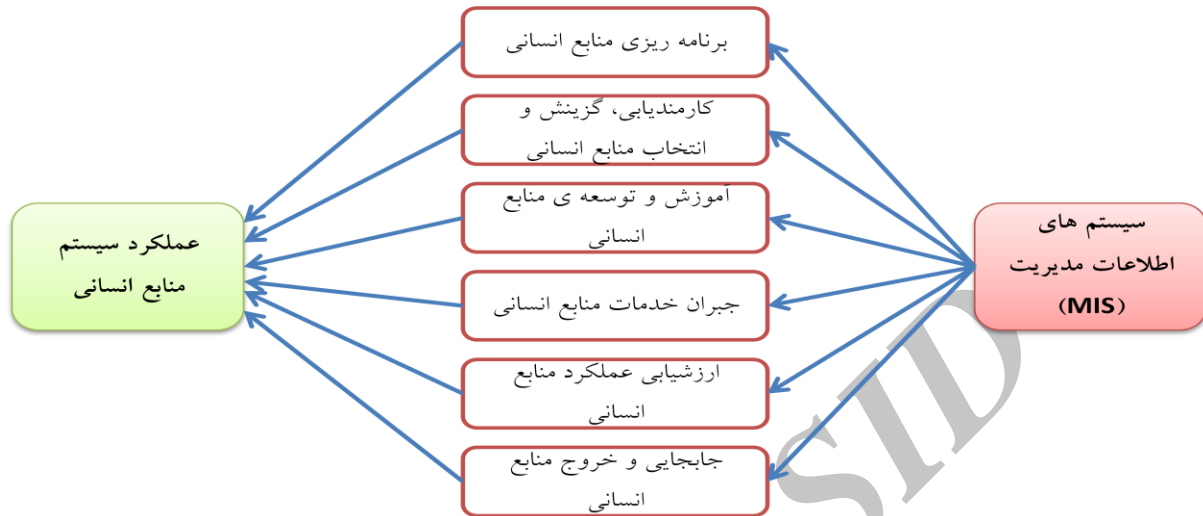 برنامه ریزی منابع انسانی
کارمندیابی، گزینش و
انتخاب منابع انسانی
آموزش و توسعه ی منابع
انسانی
جبران خدمات منابع انسانی
ارزشیابی عملکرد منابع
انسانی
جابجایی و خروج منابع
انسانی
سیستم های
اطلاعات مدیریت
(MIS)
عملکرد سیستم
منابع انسانی
SID